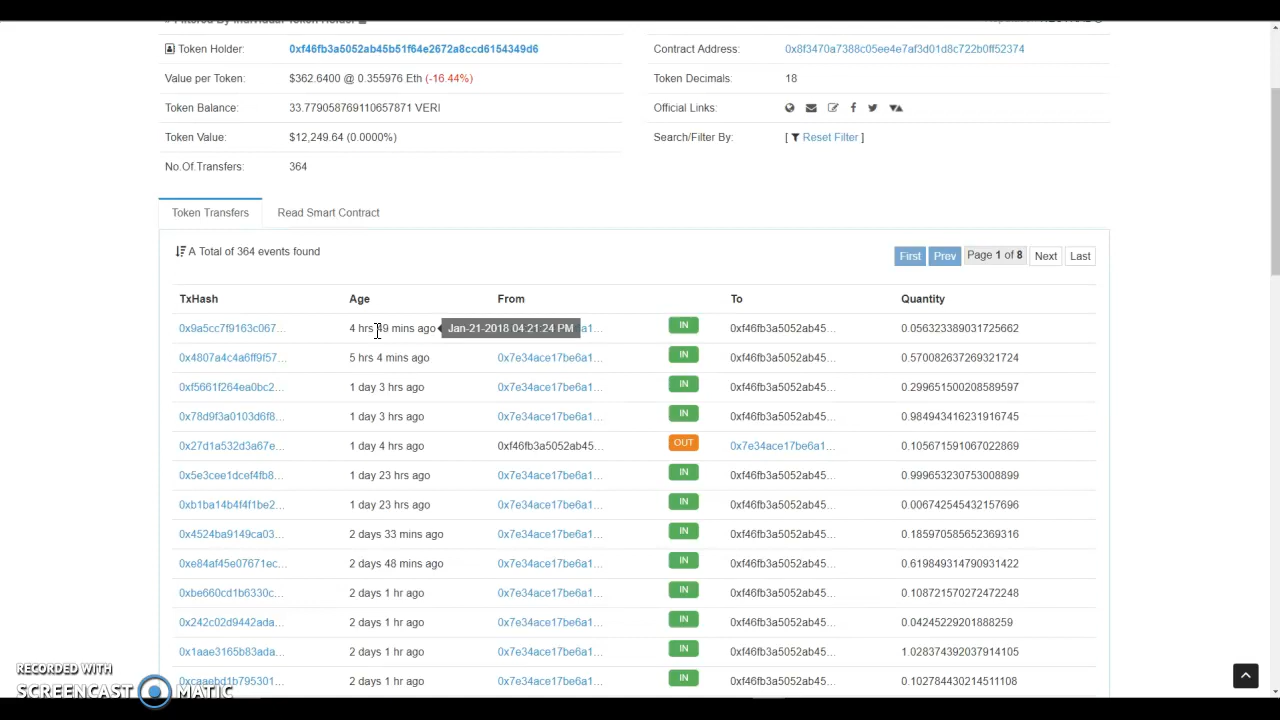 Token Holder: 0xf46fb3a5052ab45b51f64e2672a8ccd6154349d6 Contract Address: 0x8f3470a7388c05ee4e7af3d01d8c722b0ff52374
Value per Token: $362.6400 @ 0.355976 Eth (-16.44%) Token Decimals: 18
Token Balance: 33.779058769110657871 VERI Official Links:
Token Value: $12,249.64 (0.0000%) Search/Filter By: [ Reset Filter ]
No.Of.Transfers: 364
Token Transfers Read Smart Contract
A Total of 364 events found First Prev Page 1 of 8 Next Last
TxHash Age From To Quantity
0x9a5cc7f9163c067... 4 hrs 49 mins ago Jan-21-2018 04:21:24 PM a1... IN 0xf46fb3a5052ab45... 0.056323389031725662
0x4807a4c4a6ff9f57... 5 hrs 4 mins ago 0x7e34ace17be6a1... IN 0xf46fb3a5052ab45... 0.570082637269321724
0xf5661f264ea0bc2... 1 day 3 hrs ago 0x7e34ace17be6a1... IN 0xf46fb3a5052ab45... 0.299651500208589597
0x78d9f3a0103d6f8... 1 day 3 hrs ago 0x7e34ace17be6a1... IN 0xf46fb3a5052ab45... 0.984943416231916745
0x27d1a532d3a67e... 1 day 4 hrs ago 0xf46fb3a5052ab45... OUT 0x7e34ace17be6a1... 0.105671591067022869
0x5e3cee1dcef4fb8... 1 day 23 hrs ago 0x7e34ace17be6a1... IN 0xf46fb3a5052ab45... 0.999653230753008899
0xb1ba14b4f4f1be2... 1 day 23 hrs ago 0x7e34ace17be6a1... IN 0xf46fb3a5052ab45... 0.006742545432157696
0x4524ba9149ca03... 2 days 33 mins ago 0x7e34ace17be6a1... IN 0xf46fb3a5052ab45... 0.185970585652369316
0xe84af45e07671ec... 2 days 48 mins ago 0x7e34ace17be6a1... IN 0xf46fb3a5052ab45... 0.619849314790931422
0xbe660cd1b6330c... 2 days 1 hr ago 0x7e34ace17be6a1... IN 0xf46fb3a5052ab45... 0.108721570272472248
0x242c02d9442ada... 2 days 1 hr ago 0x7e34ace17be6a1... IN 0xf46fb3a5052ab45... 0.04245229201888259
0x1aae3165b83ada... 2 days 1 hr ago 0x7e34ace17be6a1... IN 0xf46fb3a5052ab45... 1.028374392037914105
0xcaaebd1b795301... 2 days 1 hr ago 0x7e34ace17be6a1... IN 0xf46fb3a5052ab45... 0.102784430214511108
RECORDED WITH
SCREENCAST MATIC